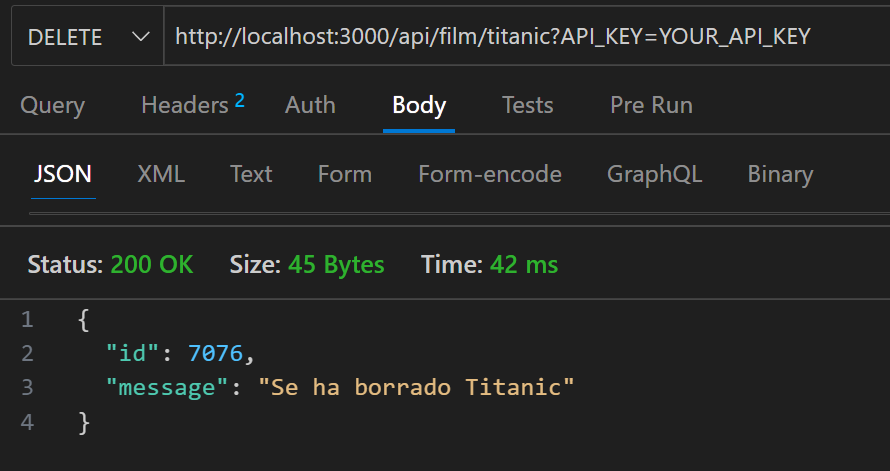 DELETE http://localhost:3000/api/film/titanic?API_KEY=YOUR_API_KEY
Query Headers 2 Auth Body Tests Pre Run
JSON XML Text Form Form-encode GraphQL Binary
Status: 200 OK Size: 45 Bytes Time: 42 ms
1 {
2 "id": 7076,
3 "message": "Se ha borrado Titanic"
4 }